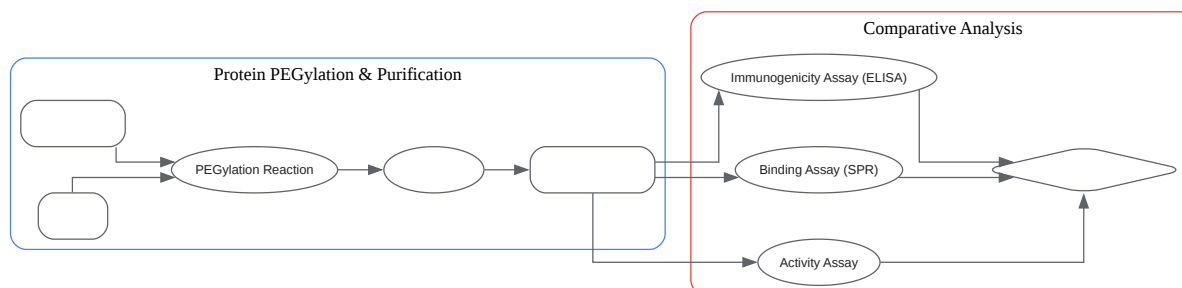 Comparative Analysis
Protein PEGylation & Purification
Immunogenicity Assay (ELISA)
PEGylation Reaction
Binding Assay (SPR)
Activity Assay